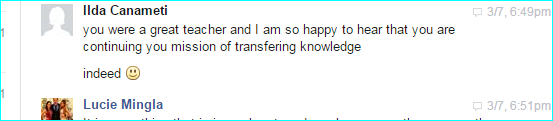 Ilda Canameti 3/7, 6:49pm
you were a great teacher and I am so happy to hear that you are
continuing you mission of transfering knowledge
indeed
Lucie Mingla 3/7, 6:51pm